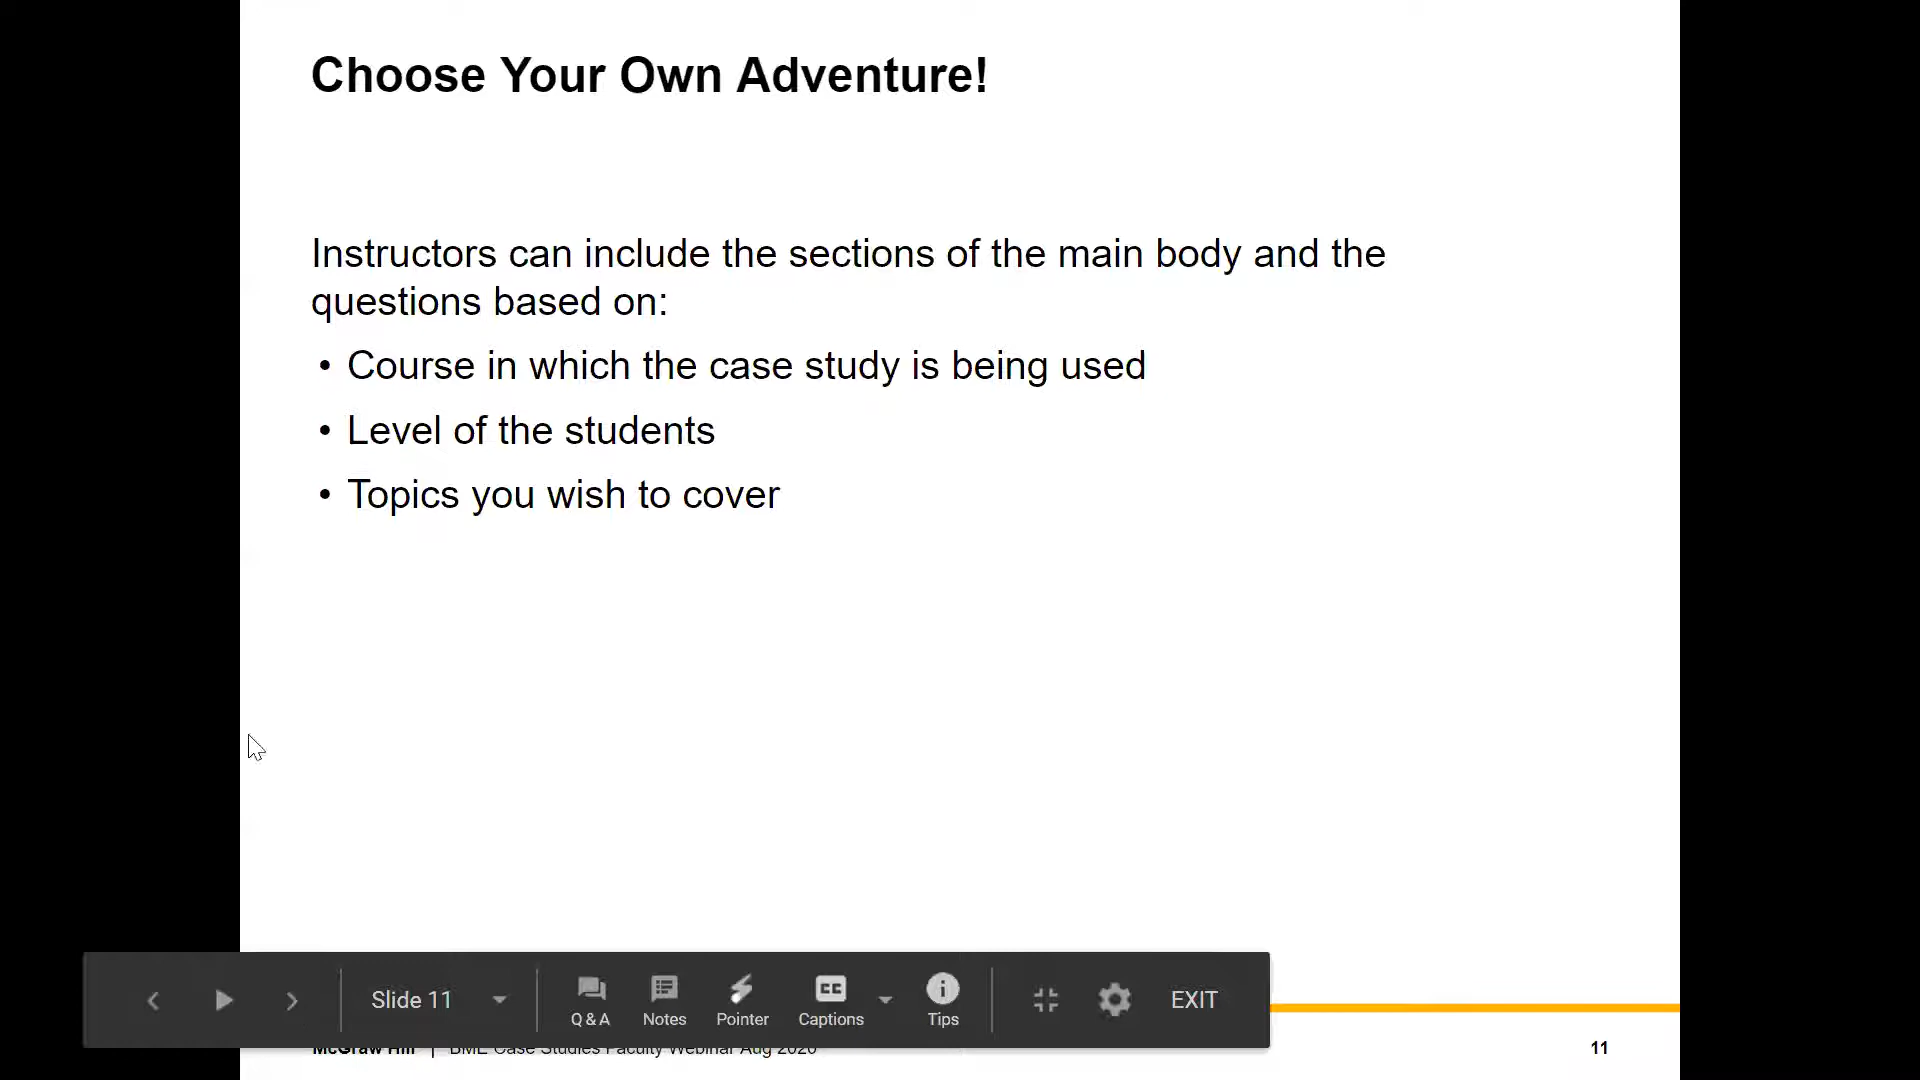 Choose Your Own Adventure!
Instructors can include the sections of the main body and the
questions based on:
• Course in which the case study is being used
• Level of the students
• Topics you wish to cover
Slide 11
Q & A
Notes
Pointer
CC
Captions
Tips
EXIT
McGraw Hill | BME Case Studies Faculty Webinar Aug 2020
11